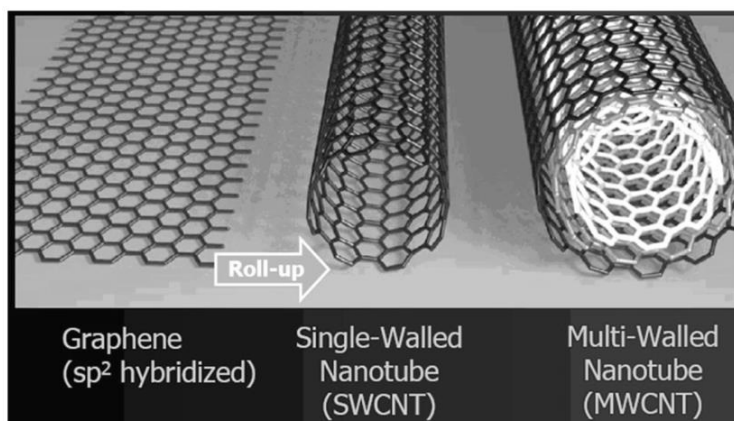 Roll-up
Graphene
(sp² hybridized)
Single-Walled
Nanotube
(SWCNT)
Multi-Walled
Nanotube
(MWCNT)